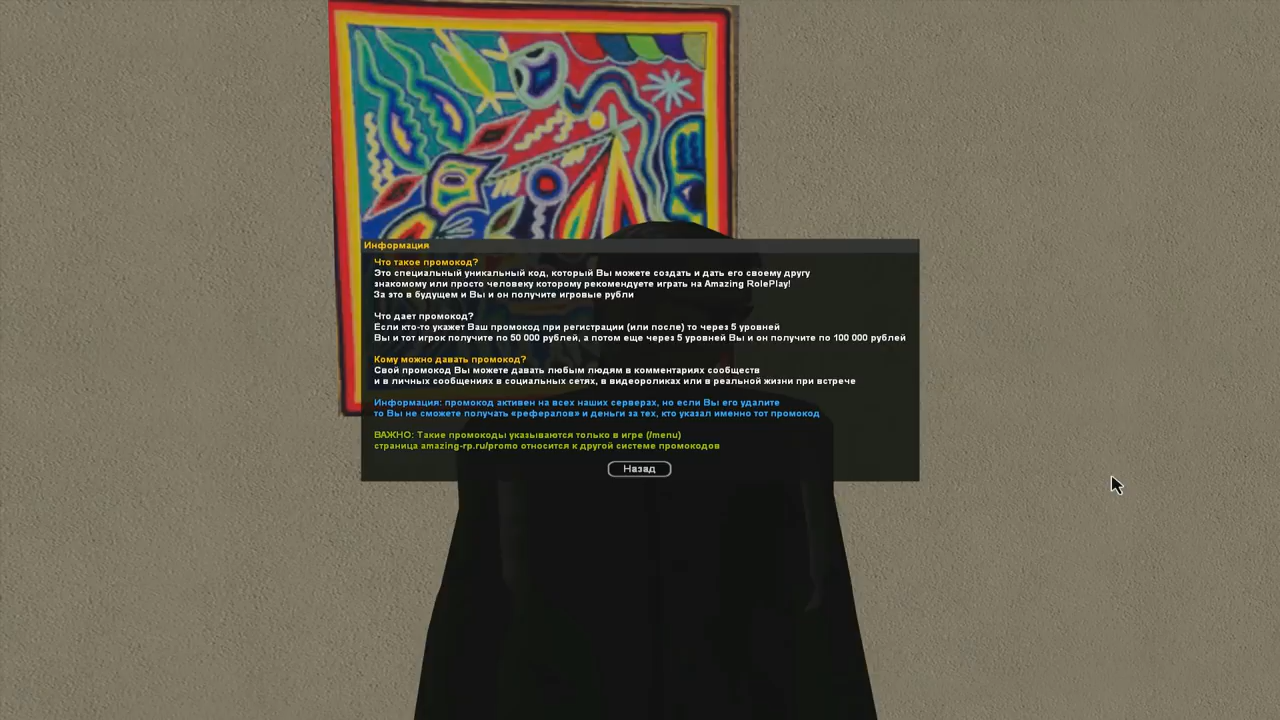 Информация
Что такое промокод?
Это специальный уникальный код, который Вы можете создать и дать его своему другу
знакомому или просто человеку которому рекомендуете играть на Amazing RolePlay!
За это в будущем и Вы и он получите игровые рубли
Что дает промокод?
Если кто-то укажет Ваш промокод при регистрации (или после) то через 5 уровней
Вы и тот игрок получите по 50 000 рублей, а потом еще через 5 уровней Вы и он получите по 100 000 рублей
Кому можно давать промокод?
Свой промокод Вы можете давать любым людям в комментариях сообществ
и в личных сообщениях в социальных сетях, в видеороликах или в реальной жизни при встрече
Информация: промокод активен на всех наших серверах, но если Вы его удалите
то Вы не сможете получать «рефералов» и деньги за тех, кто указал именно тот промокод
ВАЖНО: Такие промокоды указываются только в игре (/menu)
страница amazing-rp.ru/promo относится к другой системе промокодов
Назад